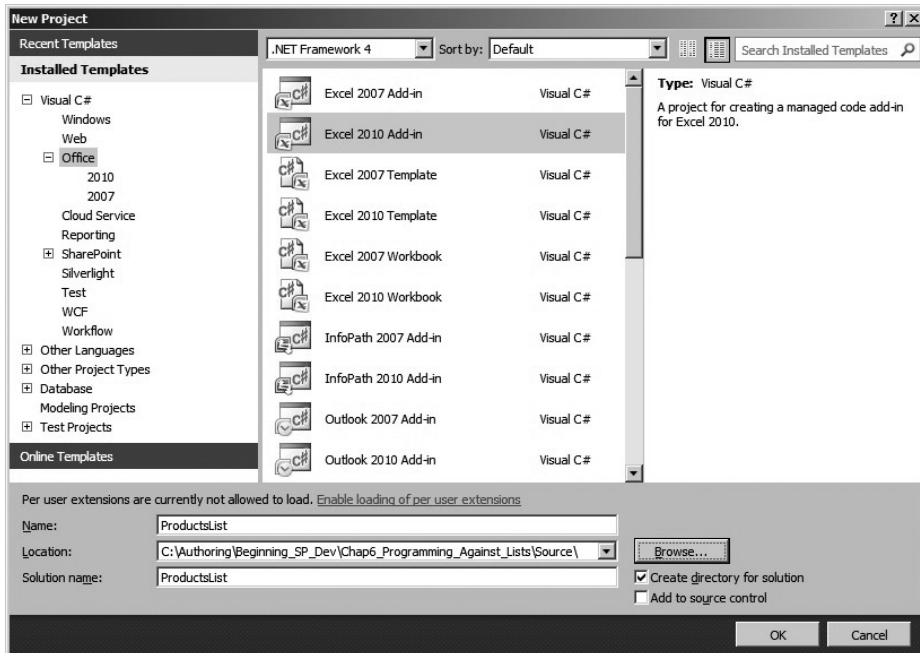 New Project
Recent Templates
.NET Framework 4
Sort by: Default
Search Installed Templates
Installed Templates
Visual C#
Windows
Web
Office
2010
2007
Cloud Service
Reporting
SharePoint
Silverlight
Test
WCF
Workflow
Other Languages
Other Project Types
Database
Modeling Projects
Test Projects
Online Templates
Excel 2007 Add-in Visual C#
Excel 2010 Add-in Visual C#
Excel 2007 Template Visual C#
Excel 2010 Template Visual C#
Excel 2007 Workbook Visual C#
Excel 2010 Workbook Visual C#
InfoPath 2007 Add-in Visual C#
InfoPath 2010 Add-in Visual C#
Outlook 2007 Add-in Visual C#
Outlook 2010 Add-in Visual C#
Type: Visual C#
A project for creating a managed code add-in
for Excel 2010.
Per user extensions are currently not allowed to load. Enable loading of per user extensions
Name: ProductsList
Location: C:\Authoring\Beginning_SP_Dev\Chap6_Programming_Against_Lists\Source\
Browse...
Solution name: ProductsList
Create directory for solution
Add to source control
OK
Cancel